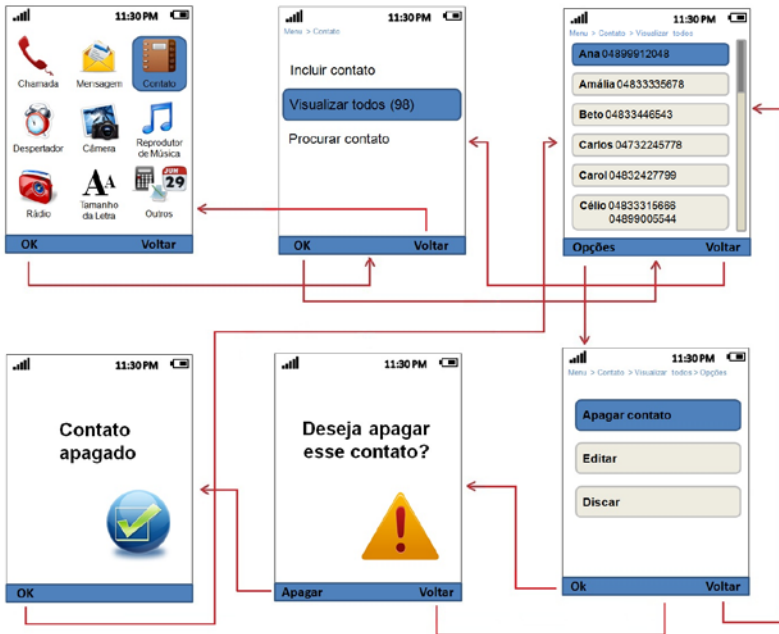 11:30 PM
Chamada
Mensagem
Contato
Despertador
Câmera
Reprodutor
de Música
JUN
29
Rádio
AA
Tamanho
da Letra
Outros
OK
Voltar
11:30 PM
Menu > Contato
Incluir contato
Visualizar todos (98)
Procurar contato
OK
Voltar
11:30 PM
Menu > Contato > Visualizar todos
Ana 04899912048
Amália 04833335678
Beto 04833446543
Carlos 04732245778
Carol 04832427799
Célio 04833315666
04899005544
Opções
Voltar
11:30 PM
Contato
apagado
OK
11:30 PM
Deseja apagar
esse contato?
Apagar
Voltar
11:30 PM
Menu > Contato > Visualizar todos > Opções
Apagar contato
Editar
Discar
Ok
Voltar